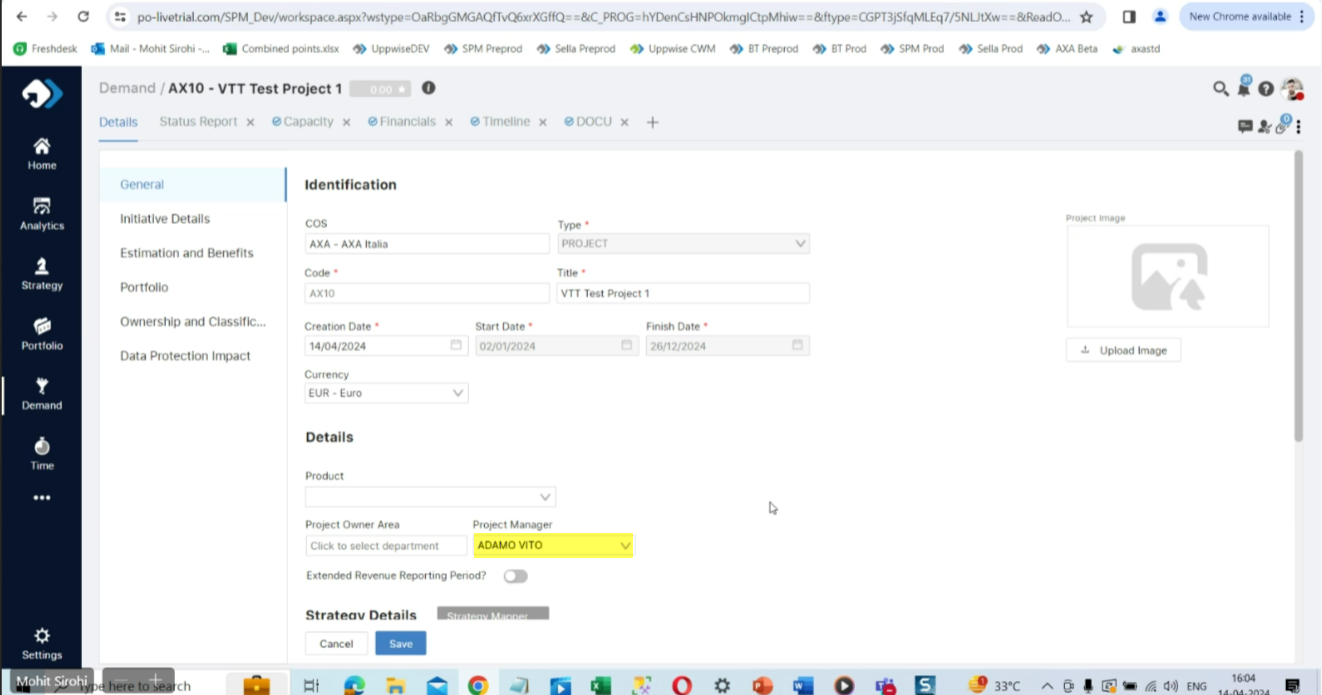 po-livetrial.com/SPM_Dev/workspace.aspx?wstype=OaRbgGMGAQfTvQ6xrXGffQ==&C_PROG=hYDenCsHNPOkmgICtpMhiw==&ftype=CGPT3jSfqMLEq7/5NLJtXw==&ReadO... New Chrome available
Freshdesk Mail - Mohit Sirohi -... Combined points.xlsx UppwiseDEV SPM Preprod Sella Preprod Uppwise CWM BT Preprod BT Prod SPM Prod Sella Prod AXA Beta axastd
Demand / AX10 - VTT Test Project 1 0.00
31
Details Status Report Capacity Financials Timeline DOCU
0
Home
Analytics
Strategy
Portfolio
Demand
Time
Settings
General
Initiative Details
Estimation and Benefits
Portfolio
Ownership and Classific...
Data Protection Impact
Identification
COS Type *
AXA - AXA Italia PROJECT
Code * Title *
AX10 VTT Test Project 1
Creation Date * Start Date * Finish Date *
14/04/2024 02/01/2024 26/12/2024
Currency
EUR - Euro
Project Image
Upload Image
Details
Product
Project Owner Area Project Manager
Click to select department ADAMO VITO
Extended Revenue Reporting Period?
Strategy Details Strategy Mapper
Cancel Save
Mohit Sirohi
Type here to search
33°C ENG 16:04
14-04-2024